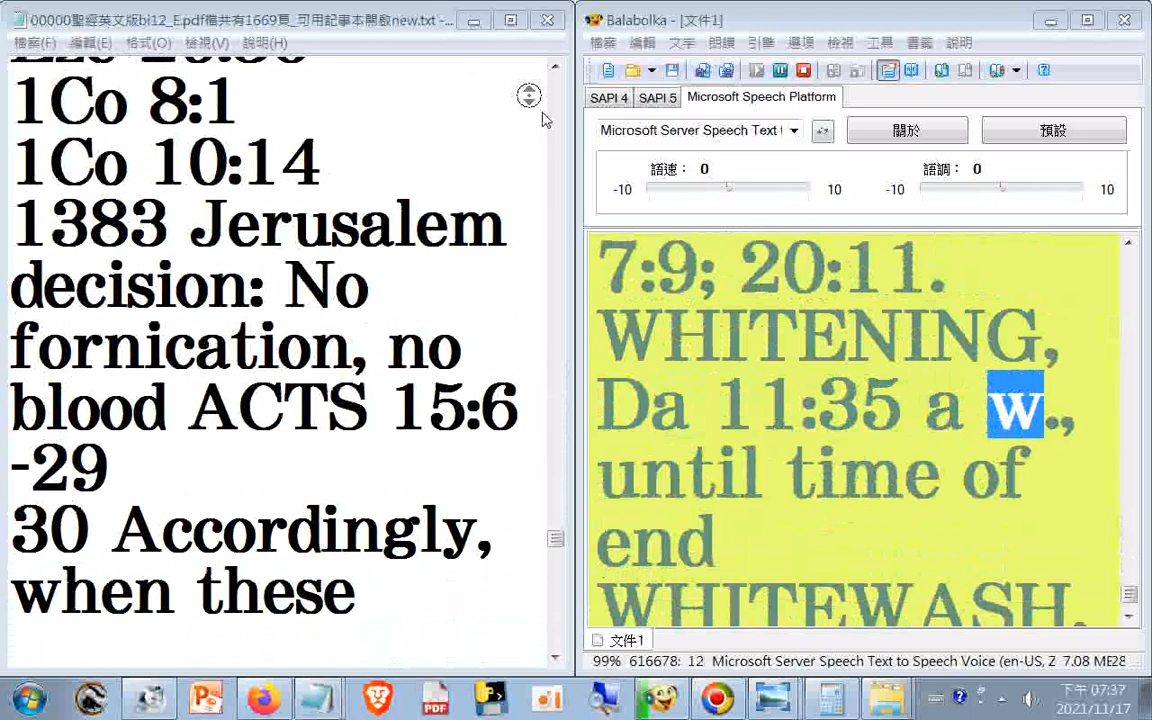 00000聖經英文版bi12_E.pdf檔共有1669頁_可用記事本開啟new.txt -...
檔案(F) 編輯(E) 格式(O) 檢視(V) 說明(H)
1Co 8:1
1Co 10:14
1383 Jerusalem
decision: No
fornication, no
blood ACTS 15:6
-29
30 Accordingly,
when these
Balabolka - [文件1]
檔案 編輯 文字 朗讀 引擎 選項 檢視 工具 書籤 說明
SAPI 4 SAPI 5 Microsoft Speech Platform
Microsoft Server Speech Text 關於 預設
語速： 0 語調： 0
-10 10 -10 10
7:9; 20:11.
WHITENING,
Da 11:35 a w.,
until time of
end
WHITEWASH,
文件1
99% 616678: 12 Microsoft Server Speech Text to Speech Voice (en-US, Z 7.08 ME28
PDF
下午 07:37
2021/11/17